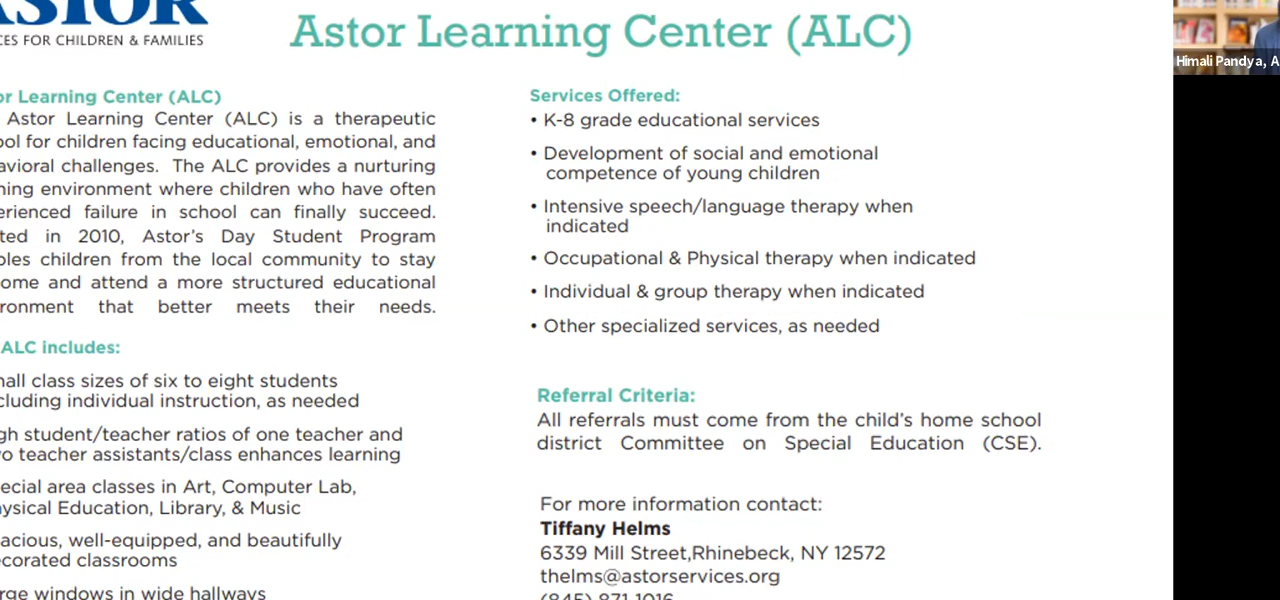 ASTOR
CES FOR CHILDREN & FAMILIES
Astor Learning Center (ALC)
or Learning Center (ALC)
Astor Learning Center (ALC) is a therapeutic
ool for children facing educational, emotional, and
avioral challenges. The ALC provides a nurturing
ning environment where children who have often
erienced failure in school can finally succeed.
ted in 2010, Astor's Day Student Program
bles children from the local community to stay
ome and attend a more structured educational
ronment that better meets their needs.
ALC includes:
nall class sizes of six to eight students
cluding individual instruction, as needed
gh student/teacher ratios of one teacher and
wo teacher assistants/class enhances learning
ecial area classes in Art, Computer Lab,
ysical Education, Library, & Music
acious, well-equipped, and beautifully
ecorated classrooms
rge windows in wide hallways
Services Offered:
• K-8 grade educational services
• Development of social and emotional
competence of young children
• Intensive speech/language therapy when
indicated
• Occupational & Physical therapy when indicated
• Individual & group therapy when indicated
• Other specialized services, as needed
Referral Criteria:
All referrals must come from the child's home school
district Committee on Special Education (CSE).
For more information contact:
Tiffany Helms
6339 Mill Street,Rhinebeck, NY 12572
thelms@astorservices.org
(845) 871-1016
Himali Pandya, A